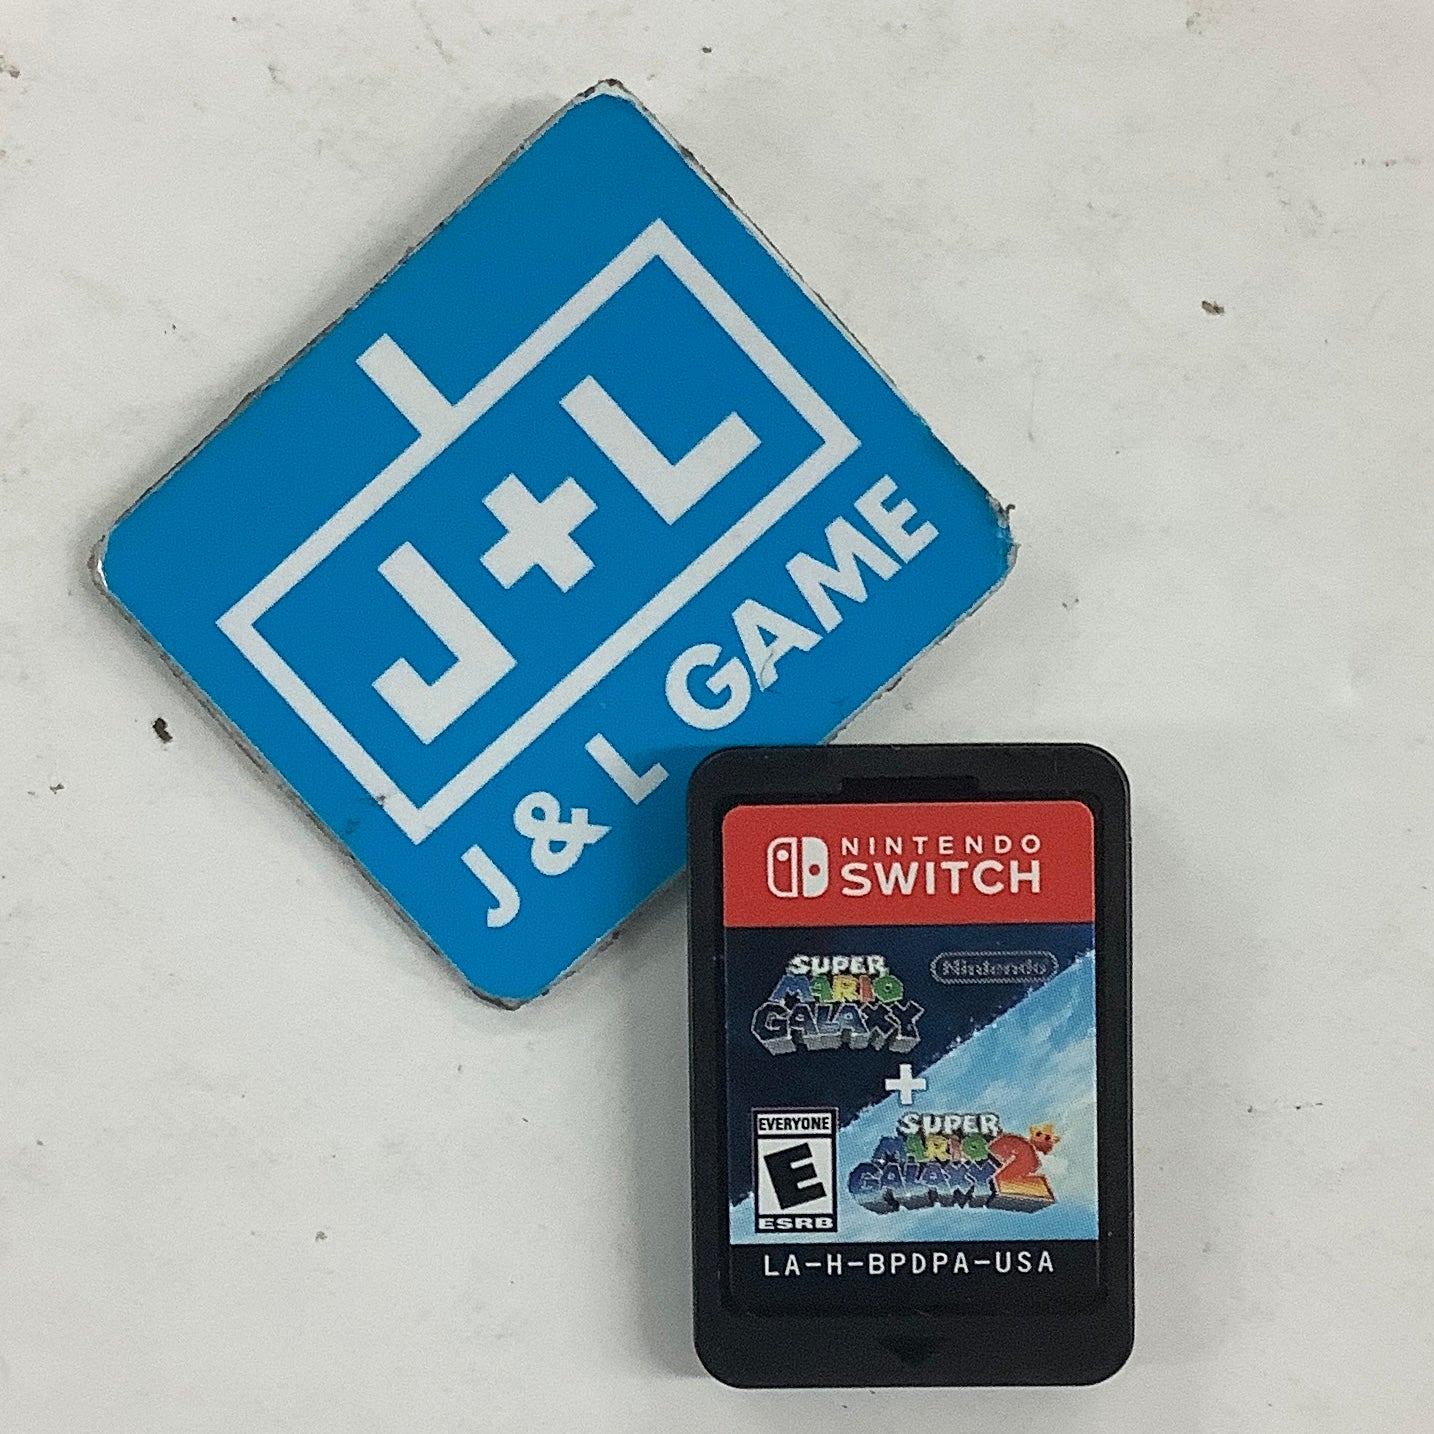 J+L
J & L GAME
NINTENDO
SWITCH
SUPER
MARIO
GALAXY
Nintendo
+
SUPER
MARIO
GALAXY 2
EVERYONE
E
ESRB
LA-H-BPDPA-USA